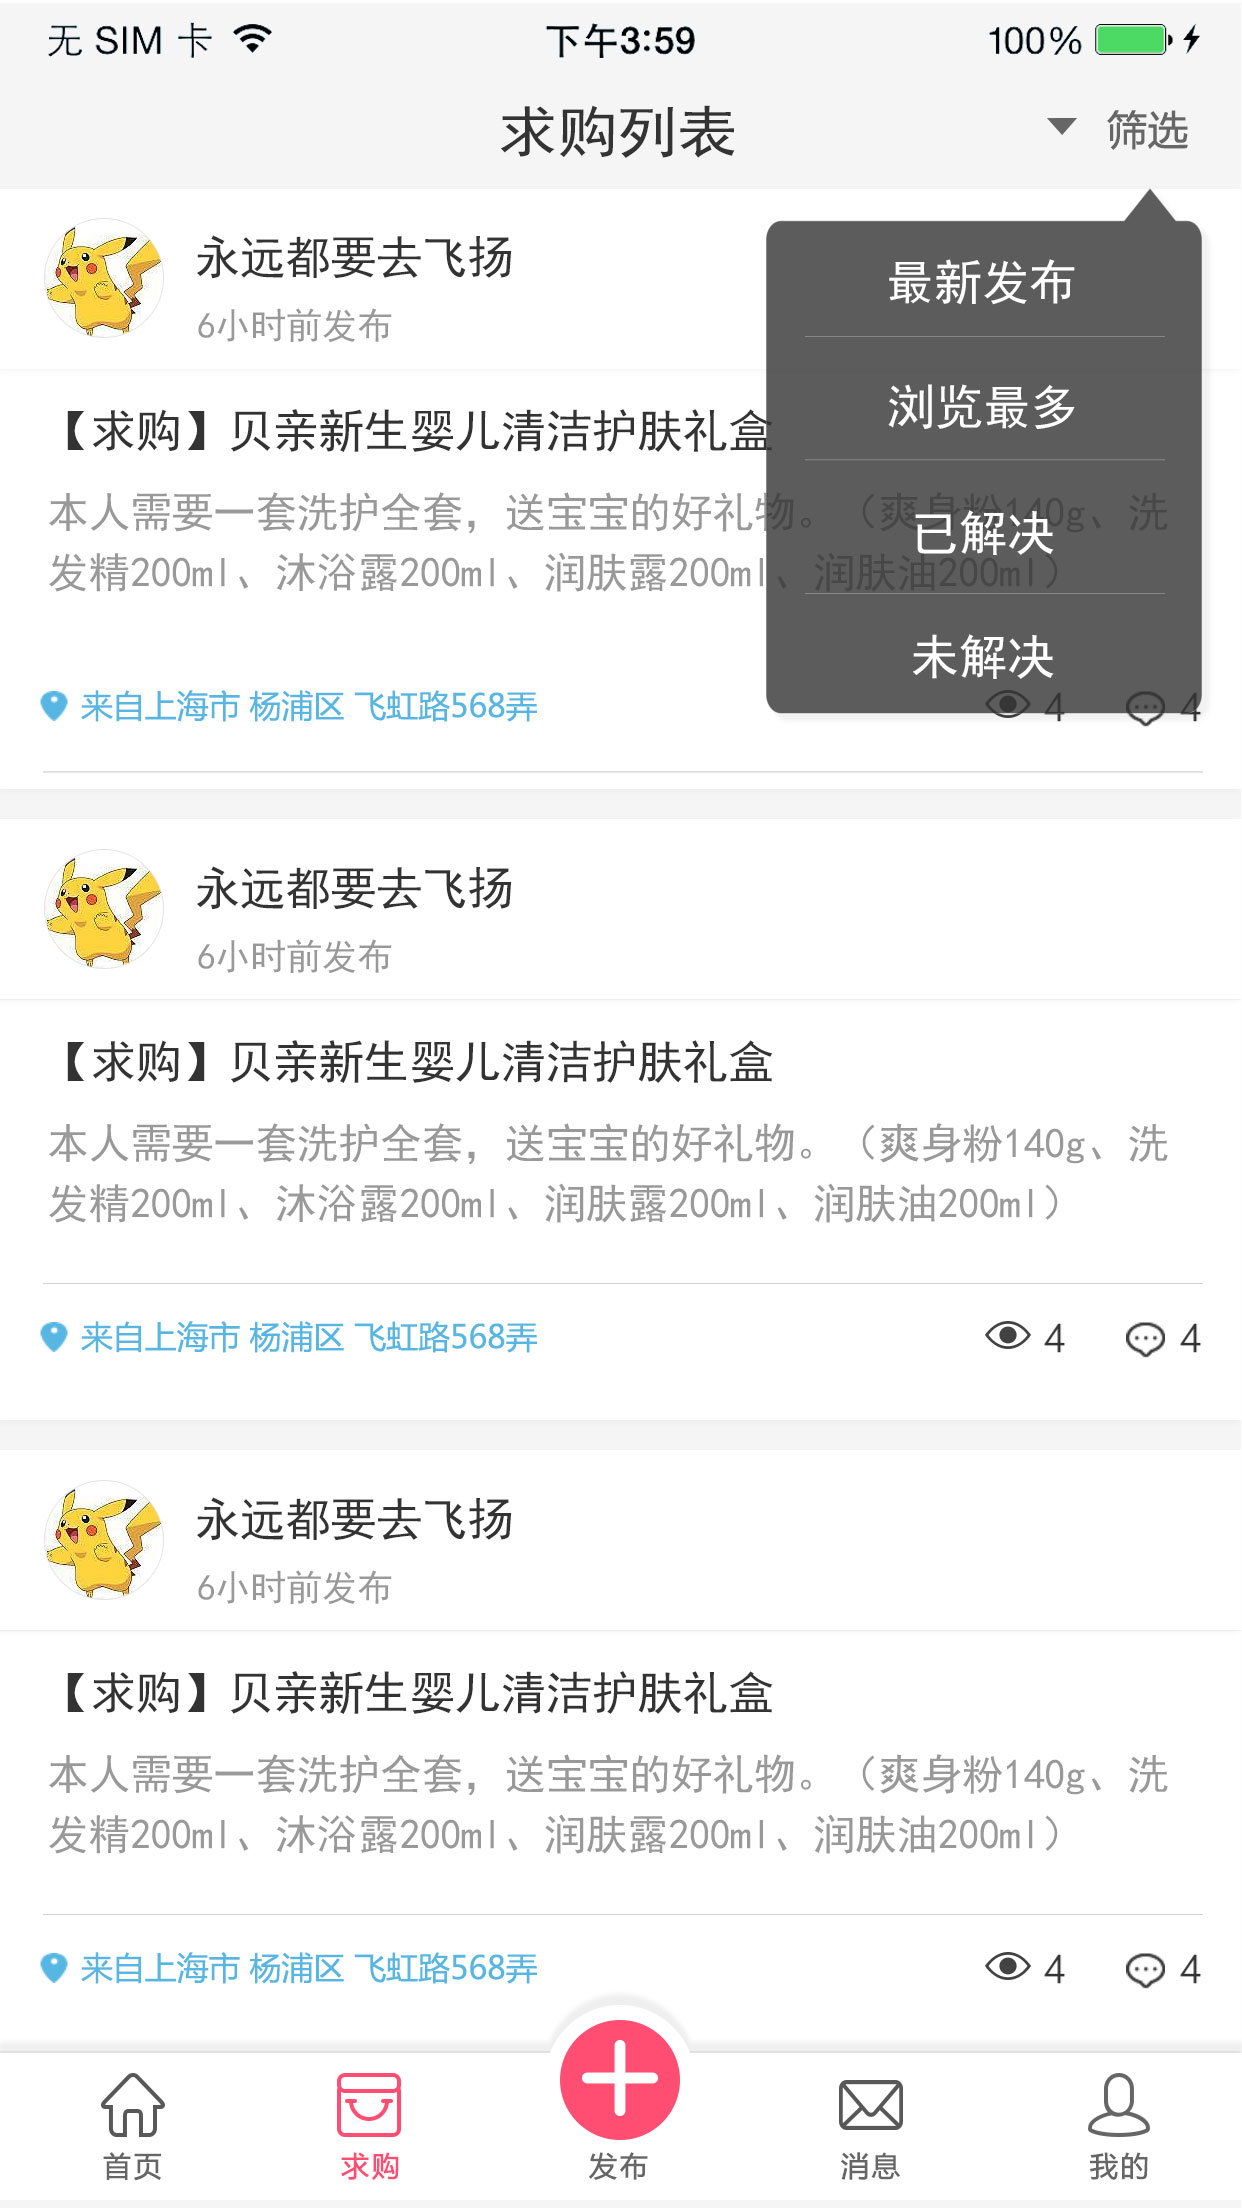 无 SIM 卡
下午3:59
100%
求购列表
筛选
永远都要去飞扬
6小时前发布
最新发布
浏览最多
已解决
未解决
【求购】贝亲新生婴儿清洁护肤礼盒
本人需要一套洗护全套，送宝宝的好礼物。（爽身粉140g、洗
发精200ml、沐浴露200ml、润肤露200ml、润肤油200ml）
来自上海市 杨浦区 飞虹路568弄
4
4
永远都要去飞扬
6小时前发布
【求购】贝亲新生婴儿清洁护肤礼盒
本人需要一套洗护全套，送宝宝的好礼物。（爽身粉140g、洗
发精200ml、沐浴露200ml、润肤露200ml、润肤油200ml）
来自上海市 杨浦区 飞虹路568弄
4
4
永远都要去飞扬
6小时前发布
【求购】贝亲新生婴儿清洁护肤礼盒
本人需要一套洗护全套，送宝宝的好礼物。（爽身粉140g、洗
发精200ml、沐浴露200ml、润肤露200ml、润肤油200ml）
来自上海市 杨浦区 飞虹路568弄
4
4
首页
求购
发布
消息
我的